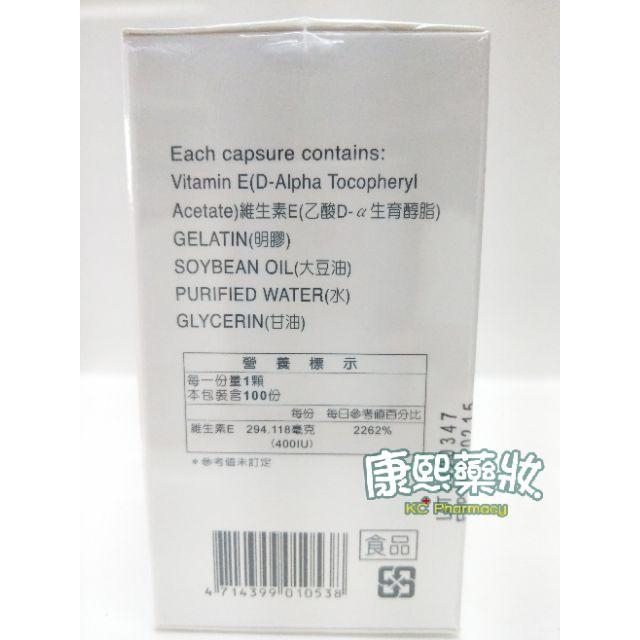 Each capsure contains:
Vitamin E(D-Alpha Tocopheryl
Acetate)維生素E(乙酸D-α生育醇脂)
GELATIN(明膠)
SOYBEAN OIL(大豆油)
PURIFIED WATER(水)
GLYCERIN(甘油)
營養標示
每一份量1顆
本包裝含100份
每份 每日參考值百分比
維生素E 294.118毫克 2262%
(400IU)
*參考值未訂定
康熙藥妝
KC Pharmacy
食品
4 714399 010538